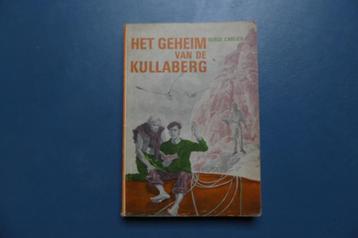 HET GEHEIM
VAN DE
KULLABERG